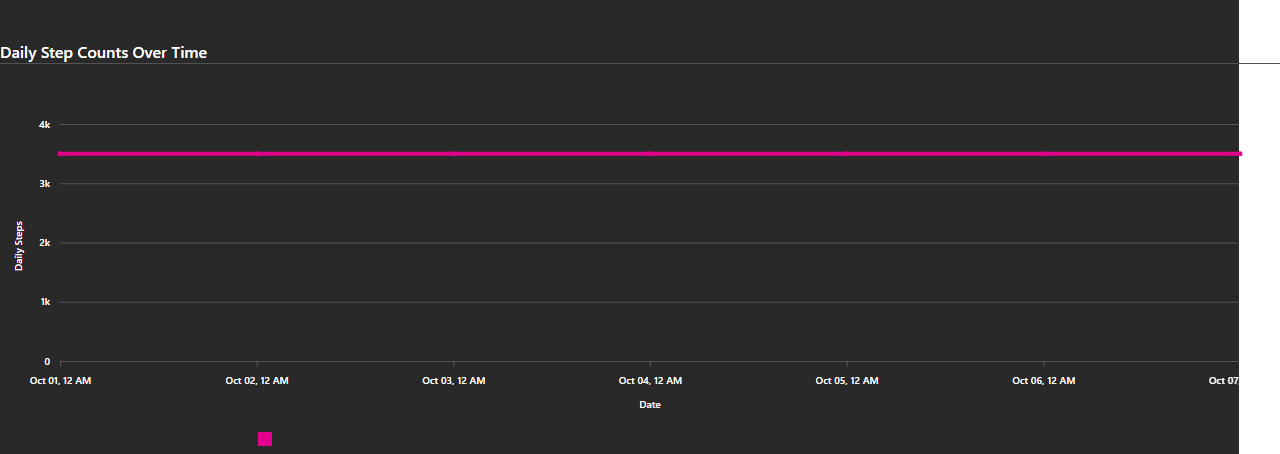 Daily Step Counts Over Time
4k
3k
2k
1k
0
Daily Steps
Oct 01, 12 AM
Oct 02, 12 AM
Oct 03, 12 AM
Oct 04, 12 AM
Oct 05, 12 AM
Oct 06, 12 AM
Oct 07,
Date